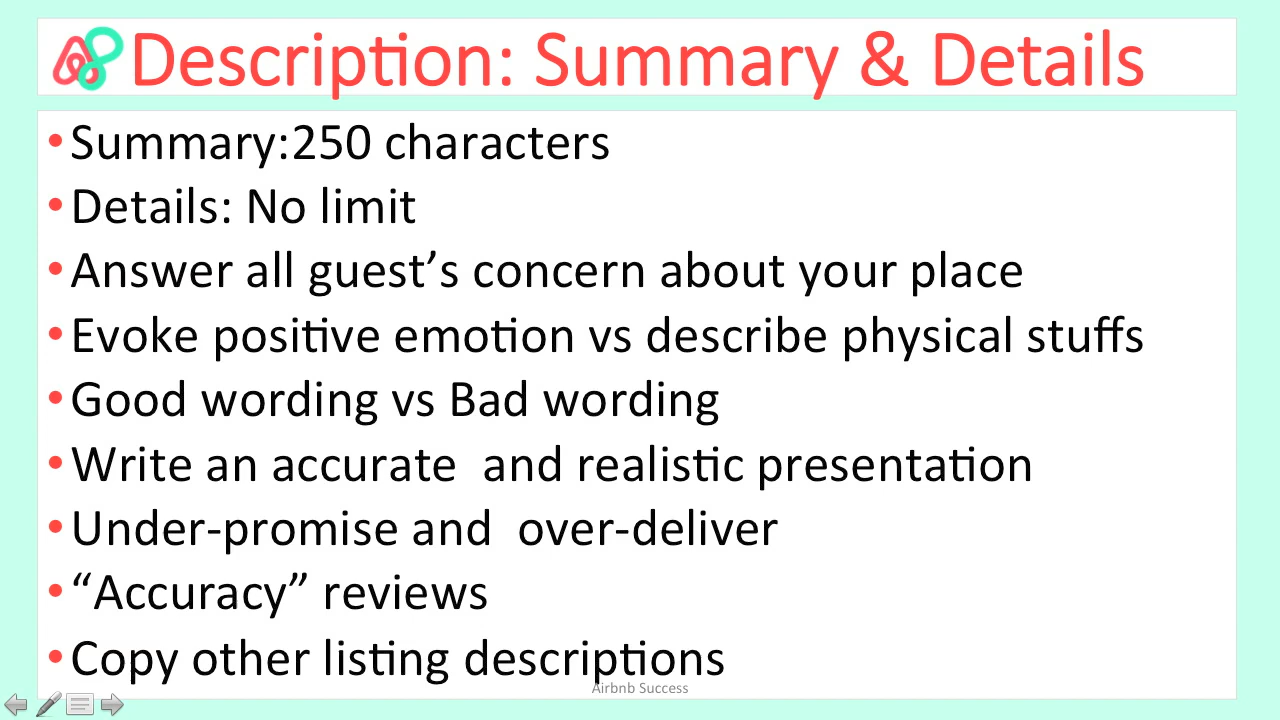 Description: Summary & Details
•Summary:250 characters
•Details: No limit
•Answer all guest’s concern about your place
•Evoke positive emotion vs describe physical stuffs
•Good wording vs Bad wording
•Write an accurate  and realistic presentation
•Under-promise and  over-deliver
•“Accuracy” reviews
•Copy other listing descriptions
Airbnb Success